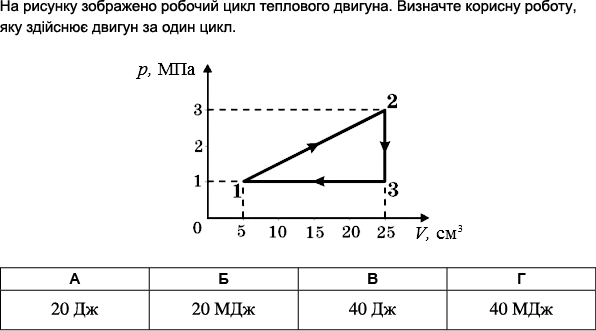 На рисунку зображено робочий цикл теплового двигуна. Визначте корисну роботу,
яку здійснює двигун за один цикл.
p, МПа
3
2
2
1
1
3
0 5 10 15 20 25 V, см³
А Б В Г
20 Дж 20 МДж 40 Дж 40 МДж